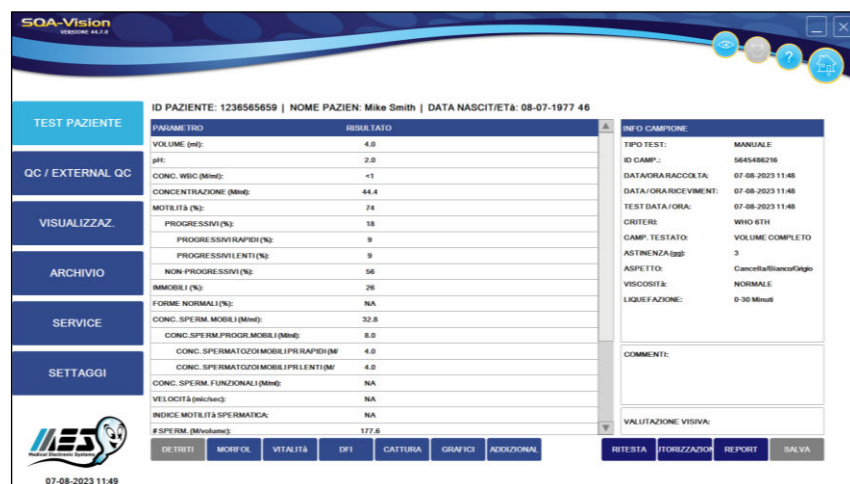 SQA-Vision
VERSIONE 44.7.0
ID PAZIENTE: 1236565659 | NOME PAZIEN: Mike Smith | DATA NASCIT/ETà: 08-07-1977 46
TEST PAZIENTE
QC / EXTERNAL QC
VISUALIZZAZ.
ARCHIVIO
SERVICE
SETTAGGI
PARAMETRO RISULTATO
VOLUME (ml): 4.0
pH: 2.0
CONC. WBC (M/ml): <1
CONCENTRAZIONE (M/ml): 44.4
MOTILITà (%): 74
PROGRESSIVI (%): 18
PROGRESSIVI RAPIDI (%): 9
PROGRESSIVI LENTI (%): 9
NON-PROGRESSIVI (%): 56
IMMOBILI (%): 26
FORME NORMALI (%): NA
CONC. SPERM. MOBILI (M/ml): 32.8
CONC.SPERM.PROGR.MOBILI (M/ml): 8.0
CONC. SPERMATOZOI MOBILI PR RAPIDI (M/ 4.0
CONC. SPERMATOZOI MOBILI PR LENTI (M/ 4.0
CONC. SPERM. FUNZIONALI (M/ml): NA
VELOCITà (mic/sec): NA
INDICE MOTILITà SPERMATICA: NA
# SPERM. (M/volume): 177.6
INFO CAMPIONE
TIPO TEST: MANUALE
ID CAMP.: 5645486216
DATA/ORA RACCOLTA: 07-08-2023 11:48
DATA / ORA RICEVIMENT: 07-08-2023 11:48
TEST DATA / ORA: 07-08-2023 11:48
CRITERI: WHO 6TH
CAMP. TESTATO: VOLUME COMPLETO
ASTINENZA (gg): 3
ASPETTO: Cancella/Bianco/Grigio
VISCOSITà: NORMALE
LIQUEFAZIONE: 0-30 Minuti
COMMENTI:
VALUTAZIONE VISIVA:
DETRITI MORFOL VITALITà DFI CATTURA GRAFICI ADDIZIONAL
RITESTA UTORIZZAZION REPORT SALVA
MES
Medical Electronic Systems
07-08-2023 11:49